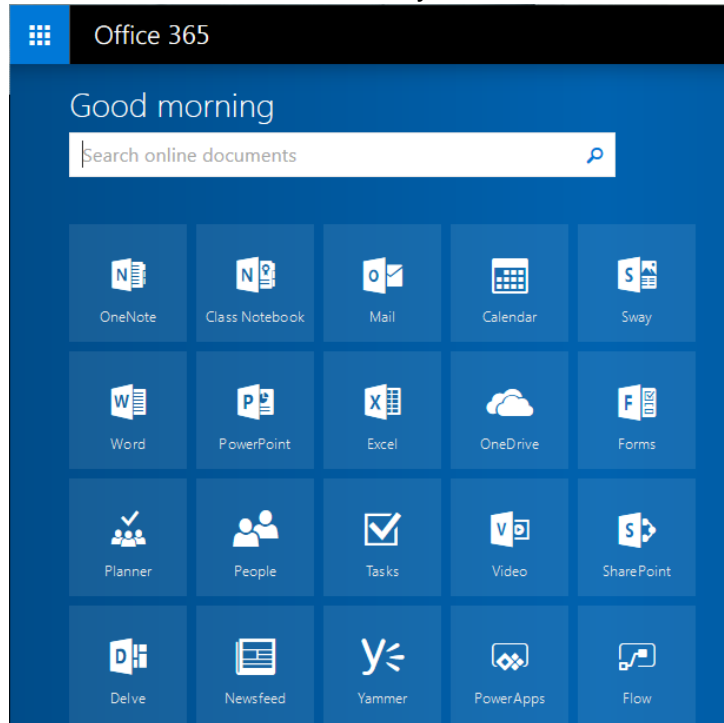 Office 365
Good morning
Search online documents
OneNote Class Notebook Mail Calendar Sway
Word PowerPoint Excel OneDrive Forms
Planner People Tasks Video SharePoint
Delve Newsfeed Yammer PowerApps Flow